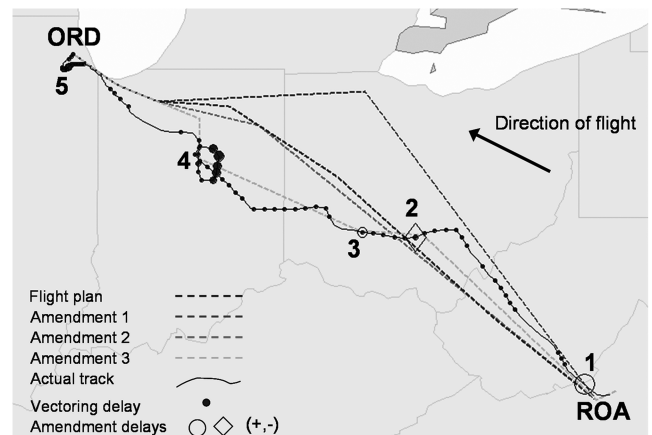 ORD
5
Direction of flight
4
2
3
1
ROA
Flight plan
Amendment 1
Amendment 2
Amendment 3
Actual track
Vectoring delay
Amendment delays (+,-)